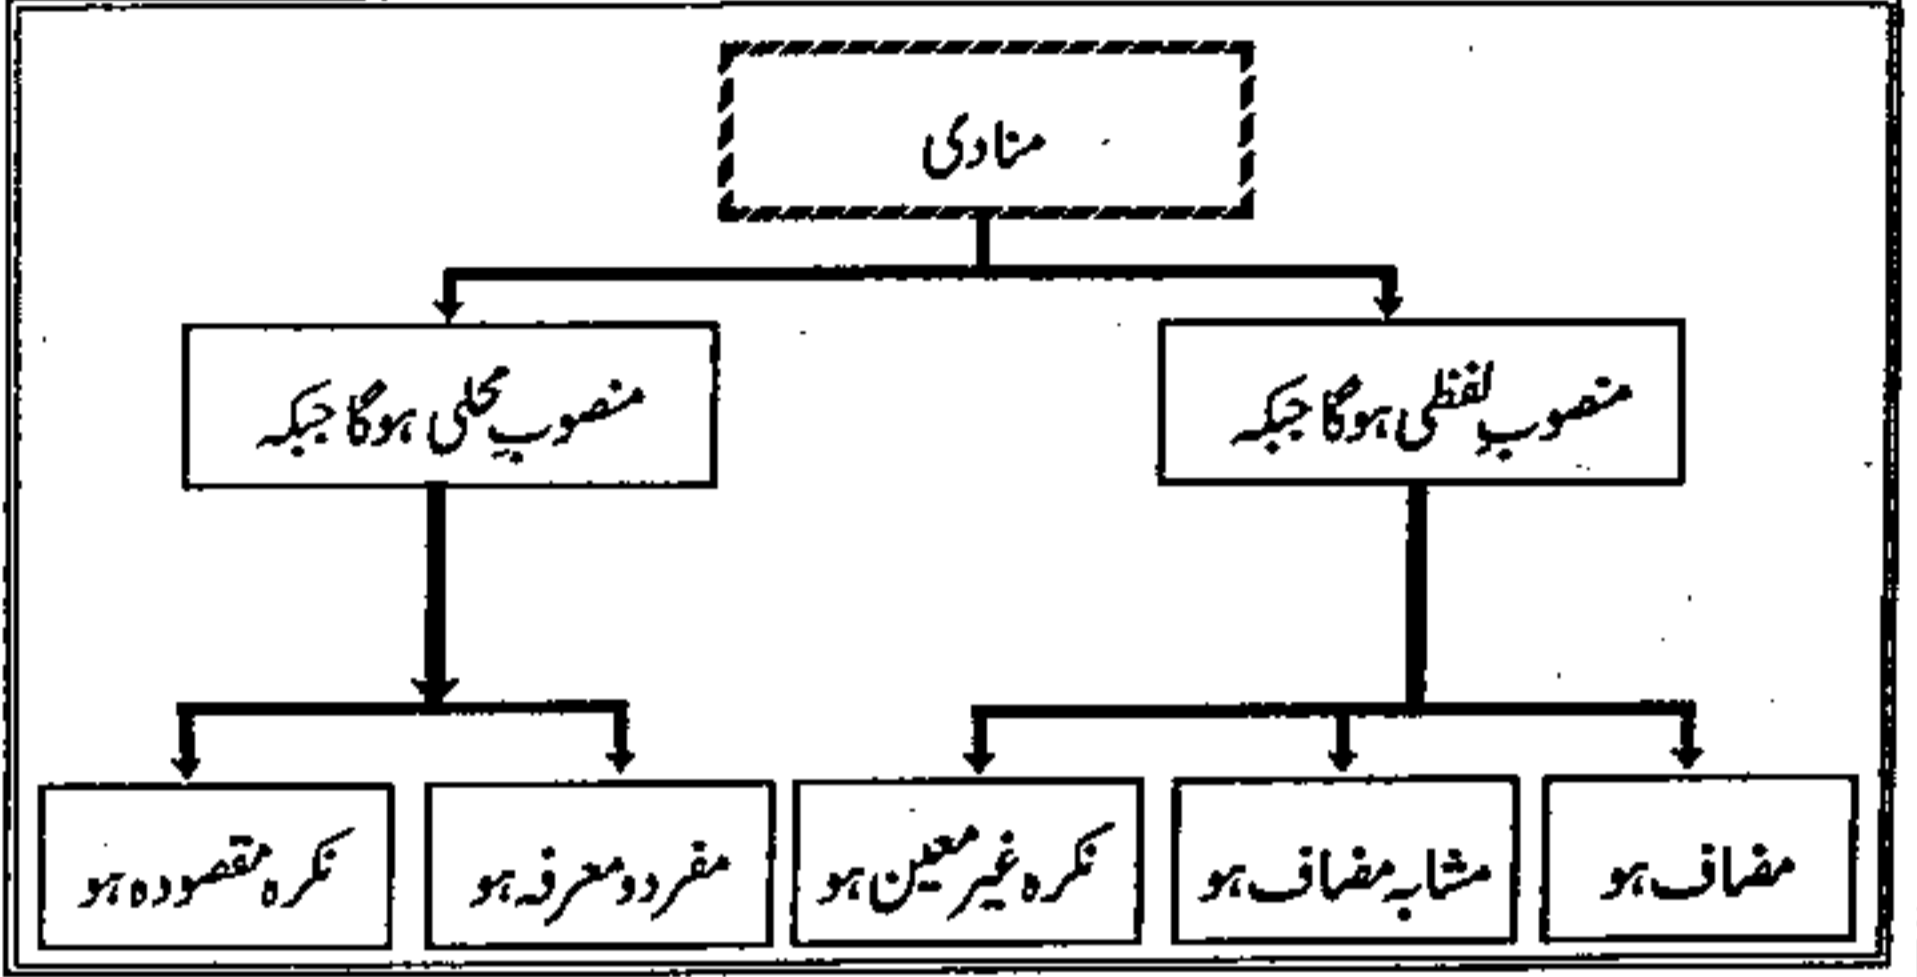 منادی
منصوبِ لفظی ہوگا جبکہ
منصوبِ محلی ہوگا جبکہ
مضاف ہو
مشابہ مضاف ہو
نکرہ غیر معین ہو
مفرد و معرفہ ہو
نکرہ مقصودہ ہو